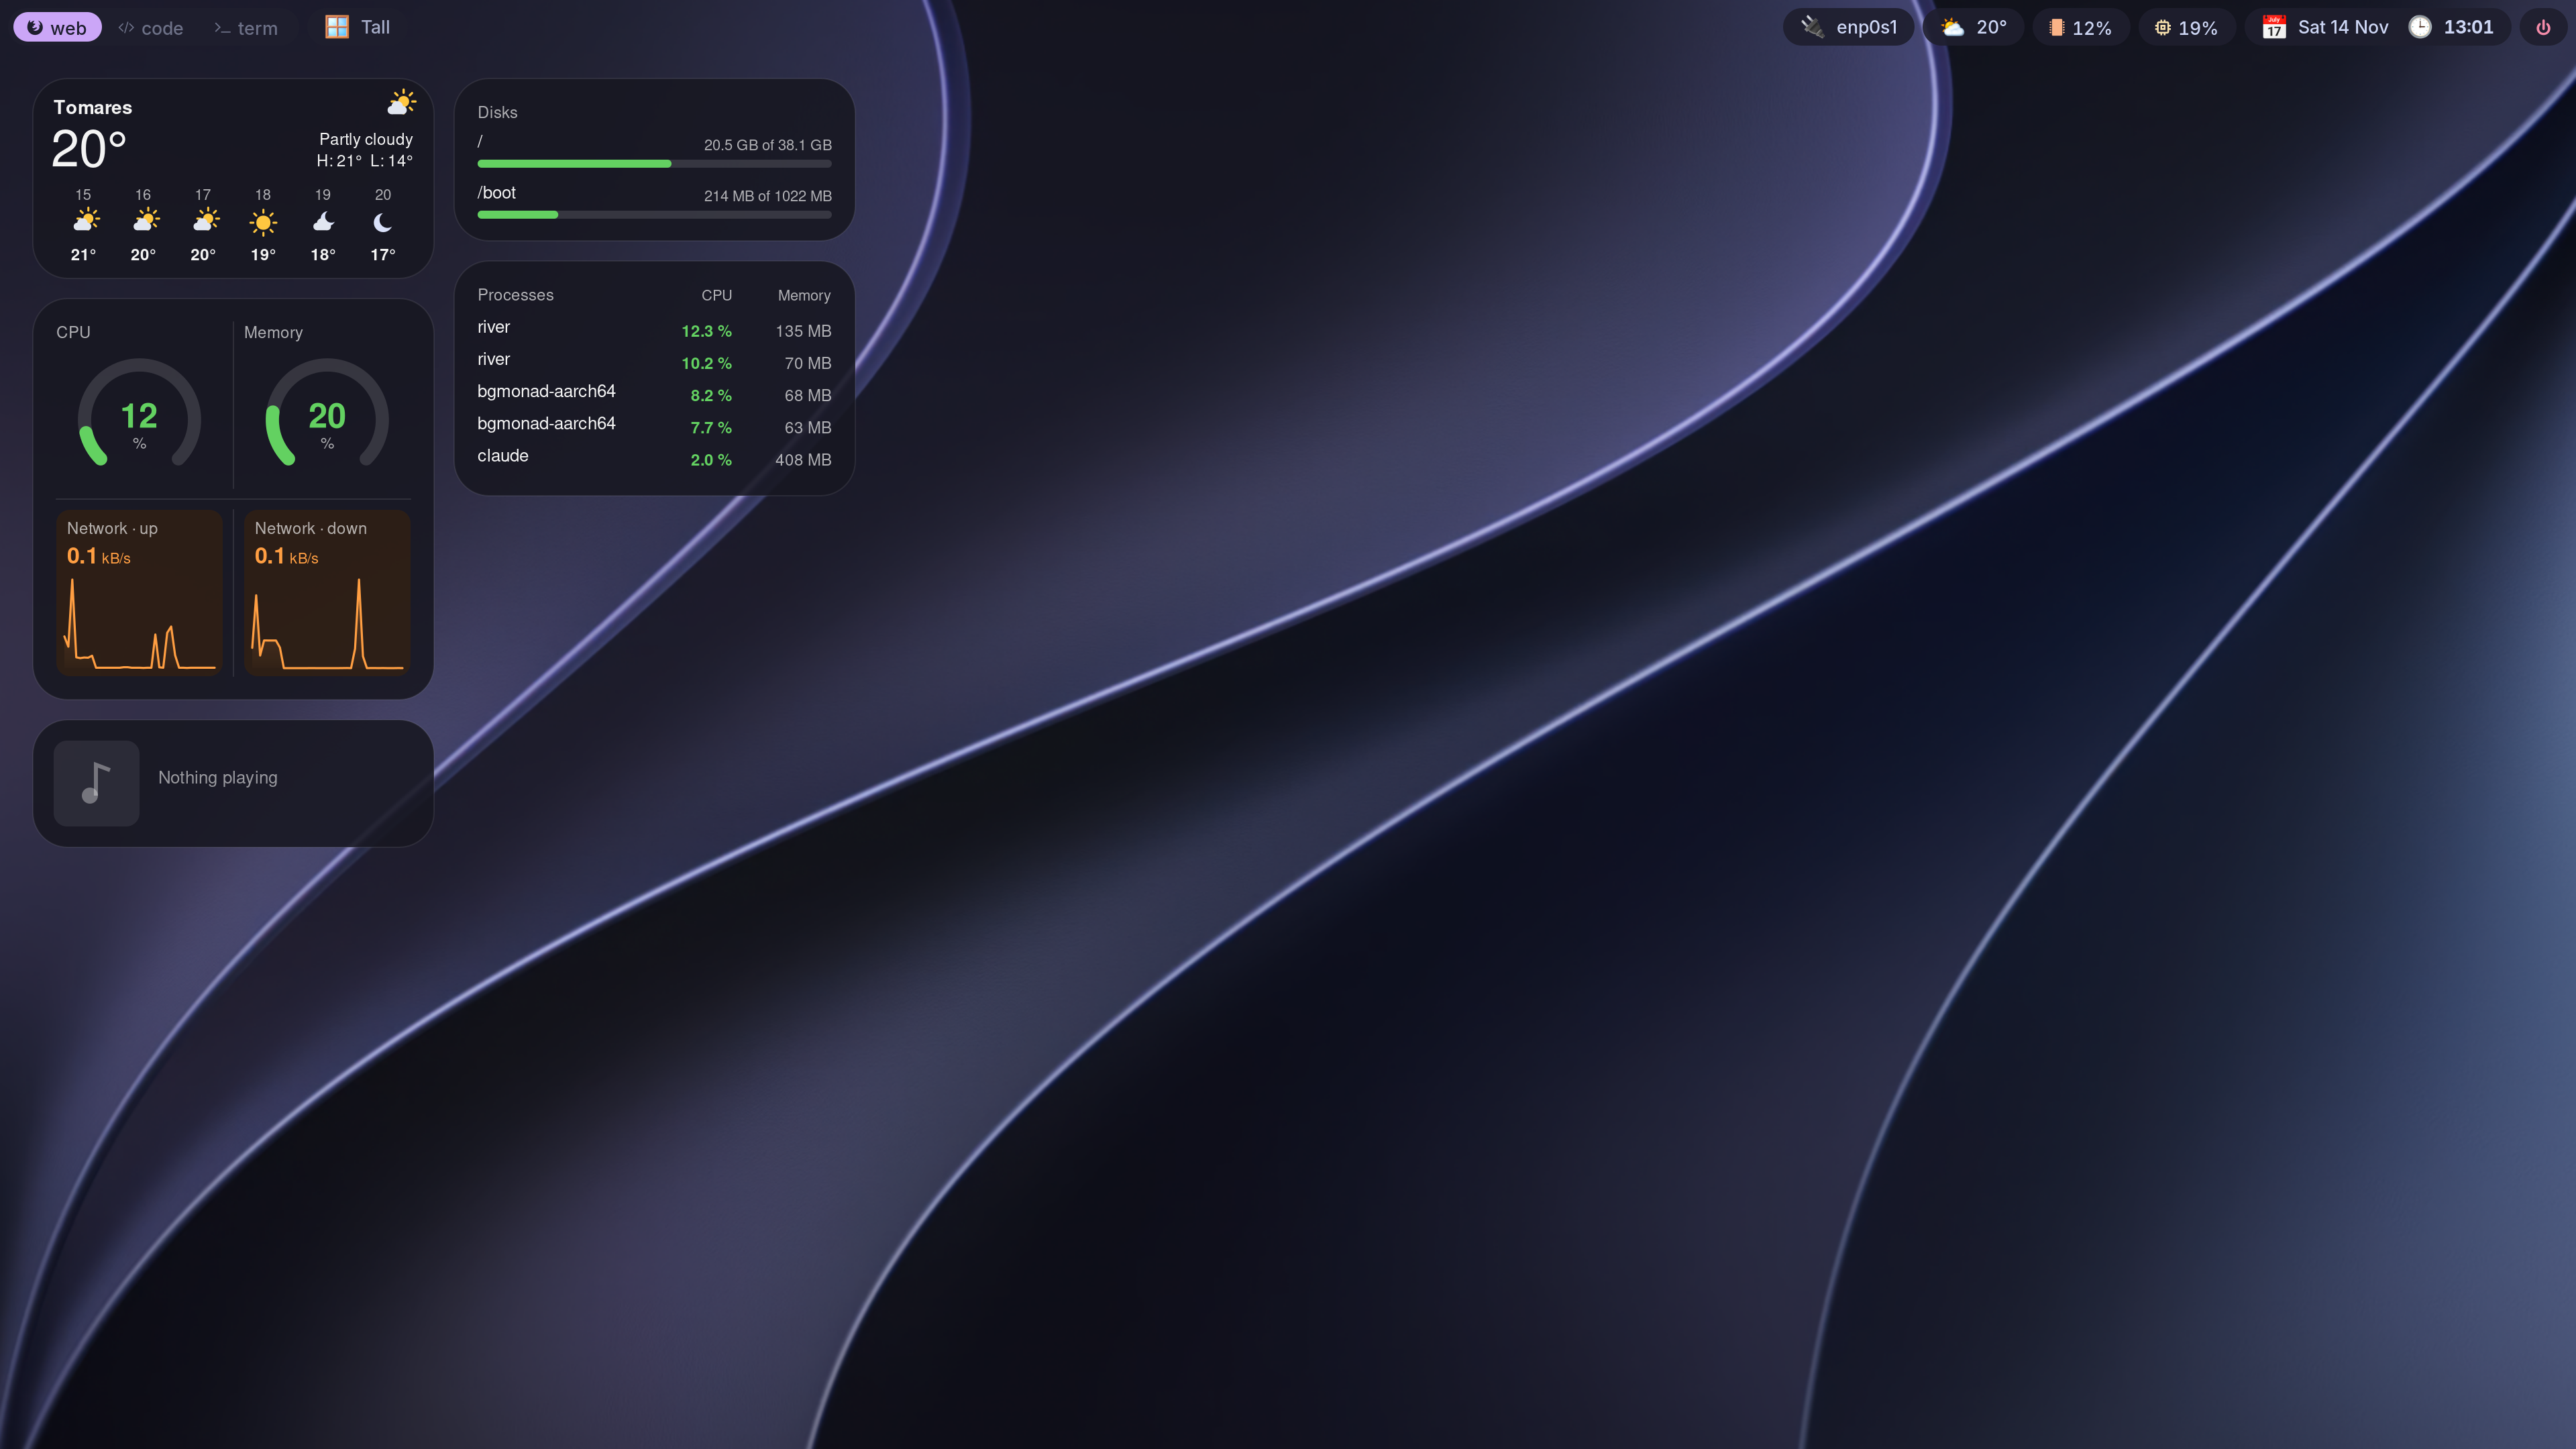 web code term Tall
enp0s1 20° 12% 19% Sat 14 Nov 13:01
Tomares
20°
Partly cloudy
H: 21° L: 14°
15 16 17 18 19 20
21° 20° 20° 19° 18° 17°
CPU Memory
12 20
% %
Network · up Network · down
0.1 kB/s 0.1 kB/s
Nothing playing
Disks
/ 20.5 GB of 38.1 GB
/boot 214 MB of 1022 MB
Processes CPU Memory
river 12.3 % 135 MB
river 10.2 % 70 MB
bgmonad-aarch64 8.2 % 68 MB
bgmonad-aarch64 7.7 % 63 MB
claude 2.0 % 408 MB